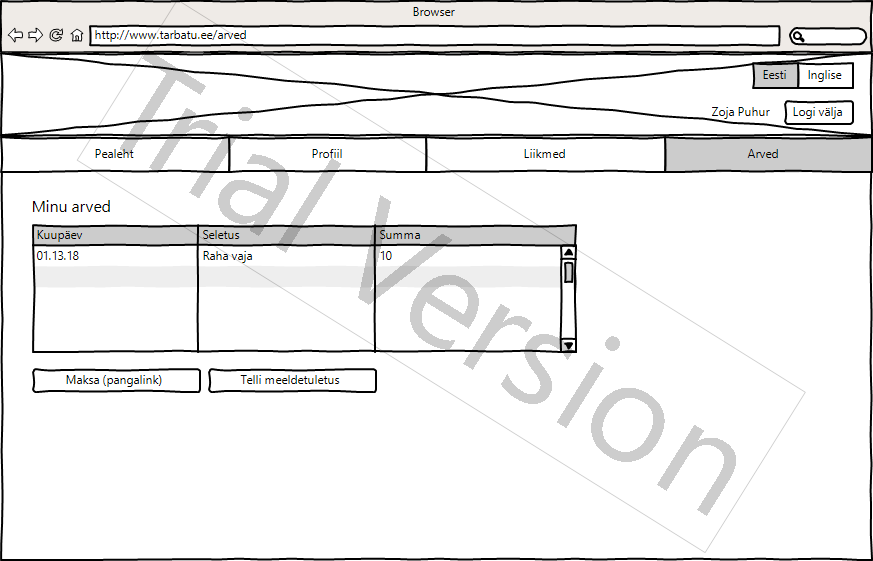 Browser
http://www.tarbatu.ee/arved
Eesti Inglise
Zoja Puhur Logi välja
Pealeht Profiil Liikmed Arved
Minu arved
Kuupäev Seletus Summa
01.13.18 Raha vaja 10
Maksa (pangalink) Telli meeldetuletus
Trial Version